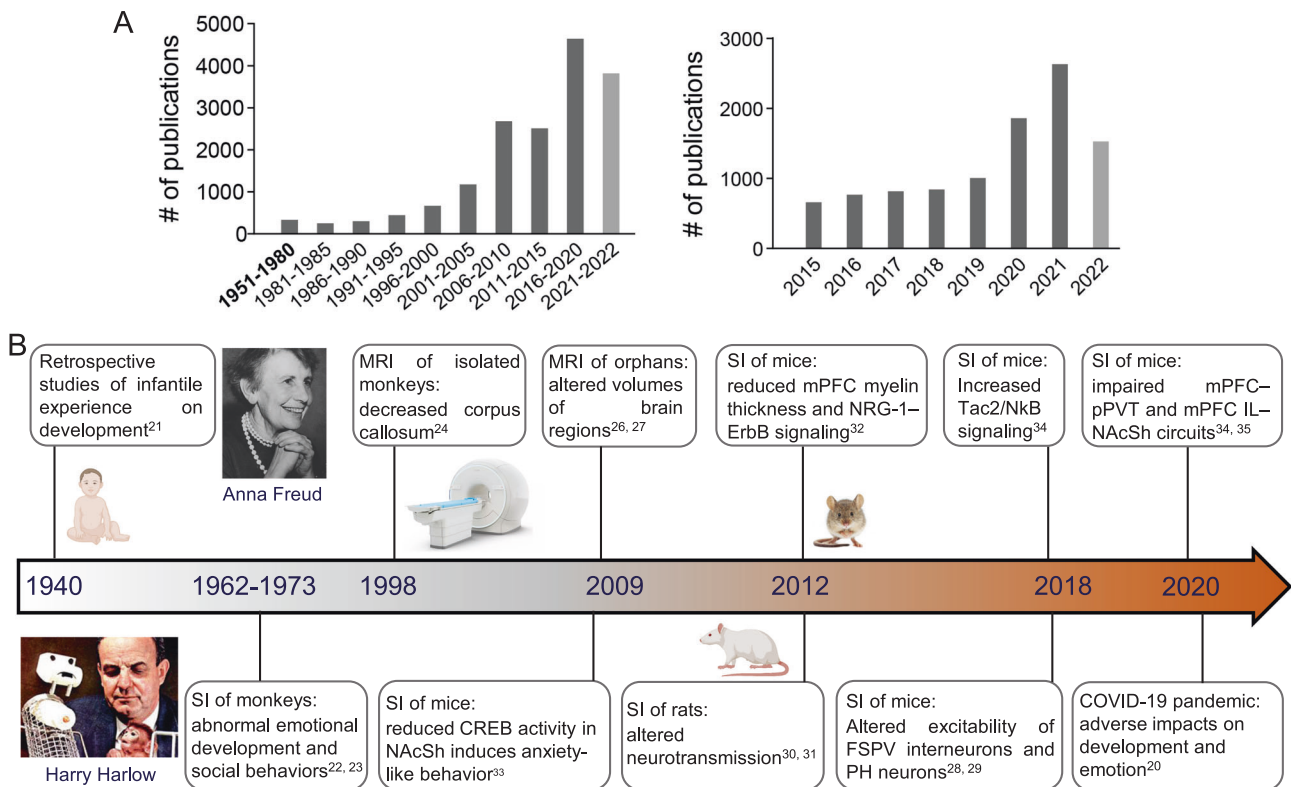 A
# of publications
5000
4000
3000
2000
1000
0
1951-1980
1981-1985
1986-1990
1991-1995
1996-2000
2001-2005
2006-2010
2011-2015
2016-2020
2021-2022
# of publications
3000
2000
1000
0
2015
2016
2017
2018
2019
2020
2021
2022
B
Retrospective
studies of infantile
experience on
development21
Anna Freud
MRI of isolated
monkeys:
decreased corpus
callosum24
MRI of orphans:
altered volumes
of brain
regions26, 27
SI of mice:
reduced mPFC myelin
thickness and NRG-1–
ErbB signaling32
SI of mice:
Increased
Tac2/NkB
signaling34
SI of mice:
impaired mPFC–
pPVT and mPFC IL–
NAcSh circuits34, 35
1940
1962-1973
1998
2009
2012
2018
2020
Harry Harlow
SI of monkeys:
abnormal emotional
development and
social behaviors22, 23
SI of mice:
reduced CREB activity in
NAcSh induces anxiety-
like behavior33
SI of rats:
altered
neurotransmission30, 31
SI of mice:
Altered excitability of
FSPV interneurons and
PH neurons28, 29
COVID-19 pandemic:
adverse impacts on
development and
emotion20